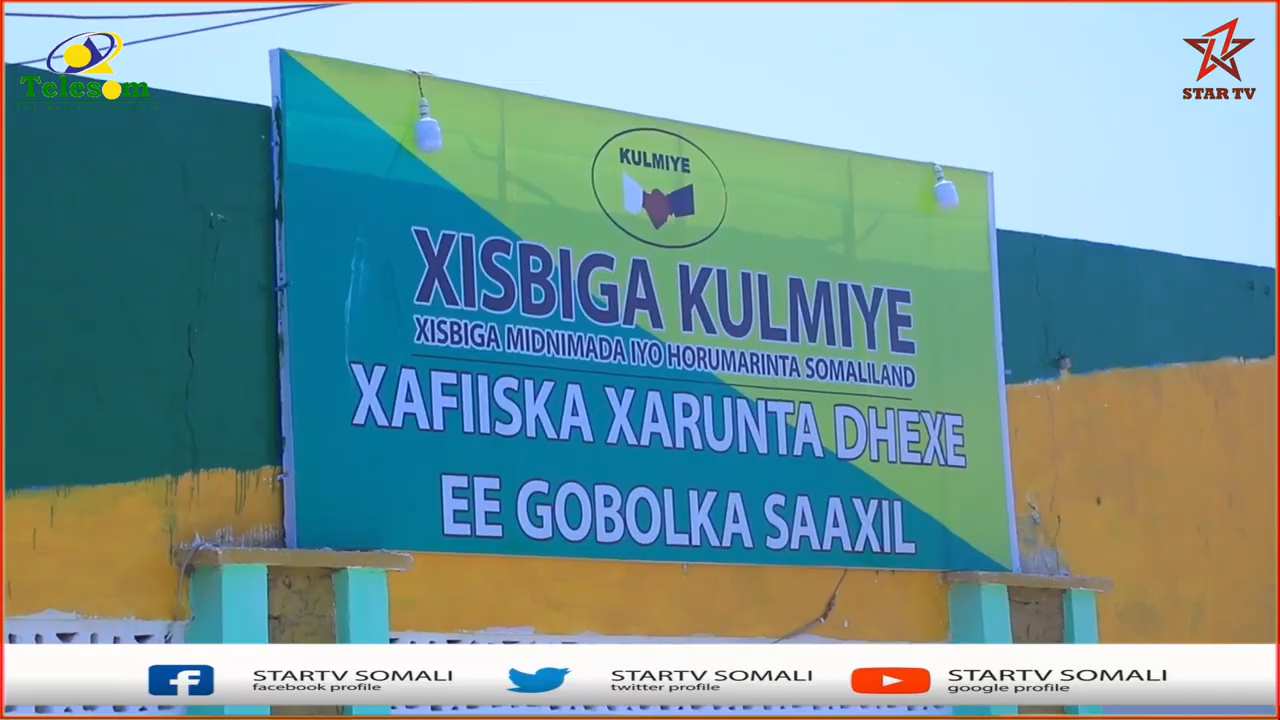 Telesom
STAR TV
KULMIYE
XISBIGA KULMIYE
XISBIGA MIDNIMADA IYO HORUMARINTA SOMALILAND
XAFIISKA XARUNTA DHEXE
EE GOBOLKA SAAXIL
STARTV SOMALI
facebook profile
STARTV SOMALI
twitter profile
STARTV SOMALI
google profile